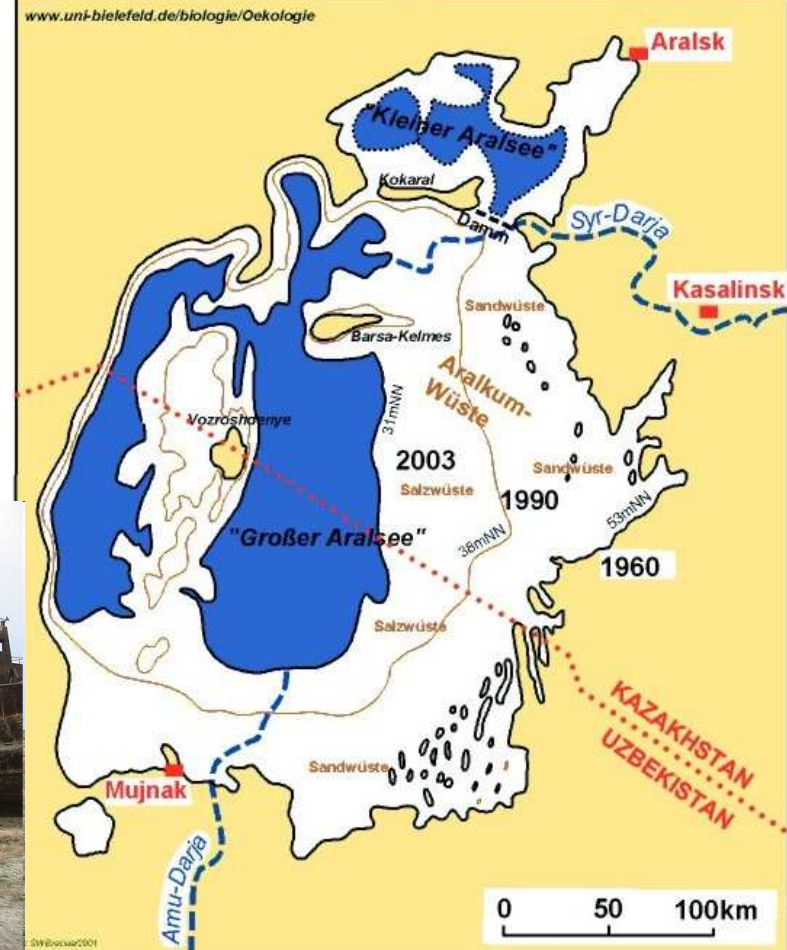 www.uni-bielefeld.de/biologie/Oekologie
Aralsk
"Kleiner Aralsee"
Kokaral
Damm
Syr-Darja
Kasalinsk
Sandwüste
Barsa-Kelmes
Aralkum-
Wüste
31mNN
Vozroshdenye
2003
Sandwüste
Salzwüste
1990
53mNN
"Großer Aralsee"
38mNN
1960
Salzwüste
KAZAKHSTAN
UZBEKISTAN
Sandwüste
Mujnak
Amu-Darja
0 50 100km